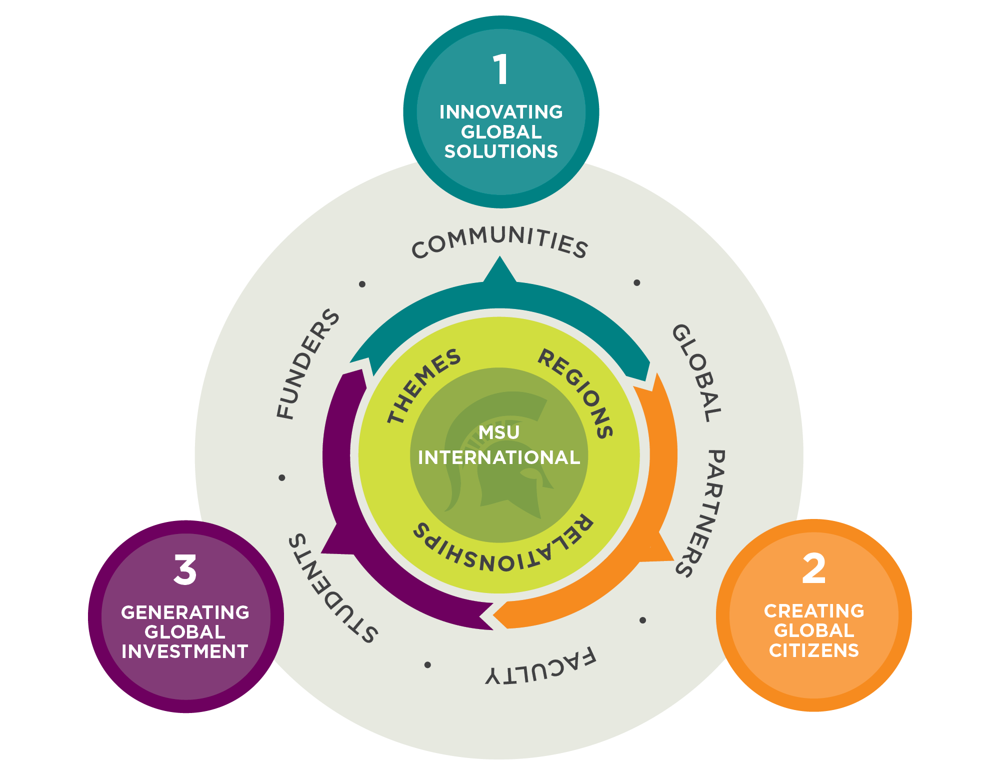 1
INNOVATING
GLOBAL
SOLUTIONS
COMMUNITIES
GLOBAL PARTNERS
FACULTY
STUDENTS
FUNDERS
THEMES
REGIONS
RELATIONSHIPS
MSU
INTERNATIONAL
2
CREATING
GLOBAL
CITIZENS
3
GENERATING
GLOBAL
INVESTMENT